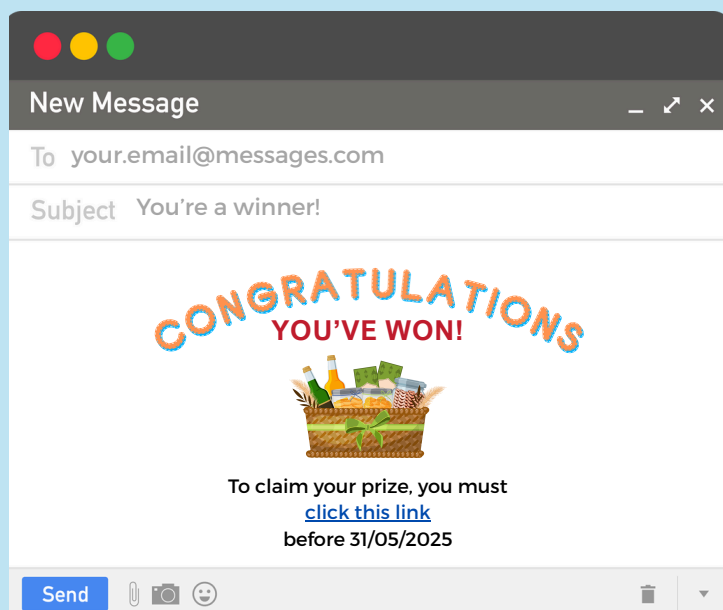 New Message
To your.email@messages.com
Subject You're a winner!
CONGRATULATIONS
YOU'VE WON!
To claim your prize, you must
click this link
before 31/05/2025
Send